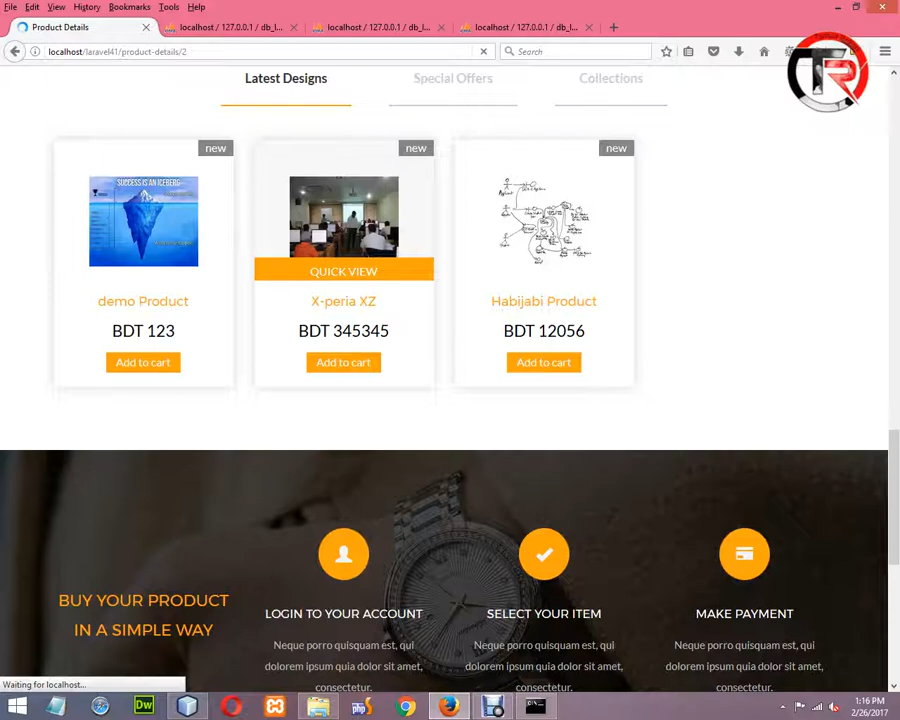 File Edit View History Bookmarks Tools Help
Product Details
localhost / 127.0.0.1 / db_l...
localhost / 127.0.0.1 / db_l...
localhost / 127.0.0.1 / db_l...
localhost/laravel41/product-details/2
Search
Latest Designs
Special Offers
Collections
new
new
new
SUCCESS IS AN ICEBERG
QUICK VIEW
demo Product
X-peria XZ
Habijabi Product
BDT 123
BDT 345345
BDT 12056
Add to cart
Add to cart
Add to cart
BUY YOUR PRODUCT
IN A SIMPLE WAY
LOGIN TO YOUR ACCOUNT
SELECT YOUR ITEM
MAKE PAYMENT
Neque porro quisquam est, qui
dolorem ipsum quia dolor sit amet,
consectetur.
Neque porro quisquam est, qui
dolorem ipsum quia dolor sit amet,
consectetur.
Neque porro quisquam est, qui
dolorem ipsum quia dolor sit amet,
consectetur.
Waiting for localhost...
Dw
php
1:16 PM
2/26/2017